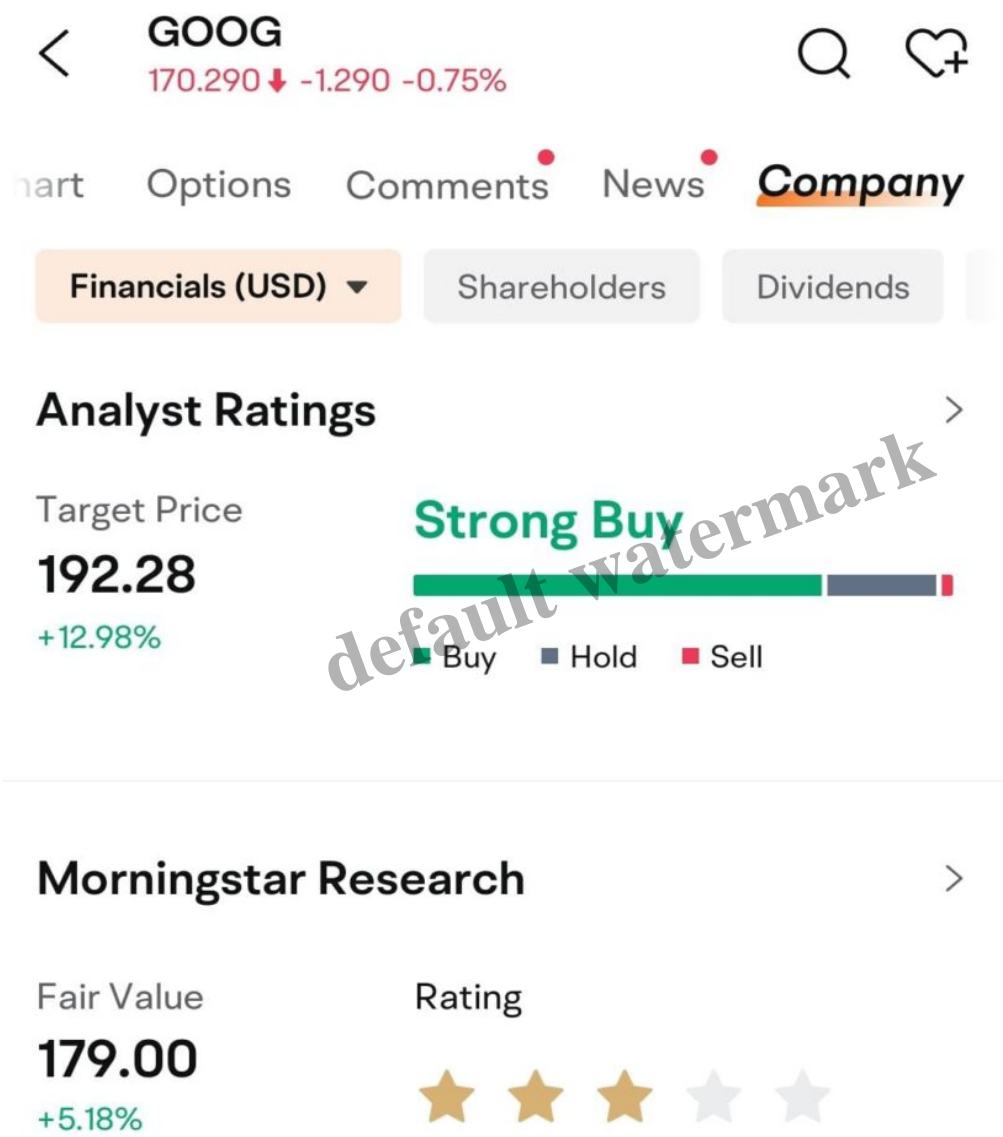 GOOG
170.290 -1.290 -0.75%
hart Options Comments News Company
Financials (USD) Shareholders Dividends
Analyst Ratings
Target Price
192.28
+12.98%
Strong Buy
Buy Hold Sell
default watermark
Morningstar Research
Fair Value
179.00
+5.18%
Rating